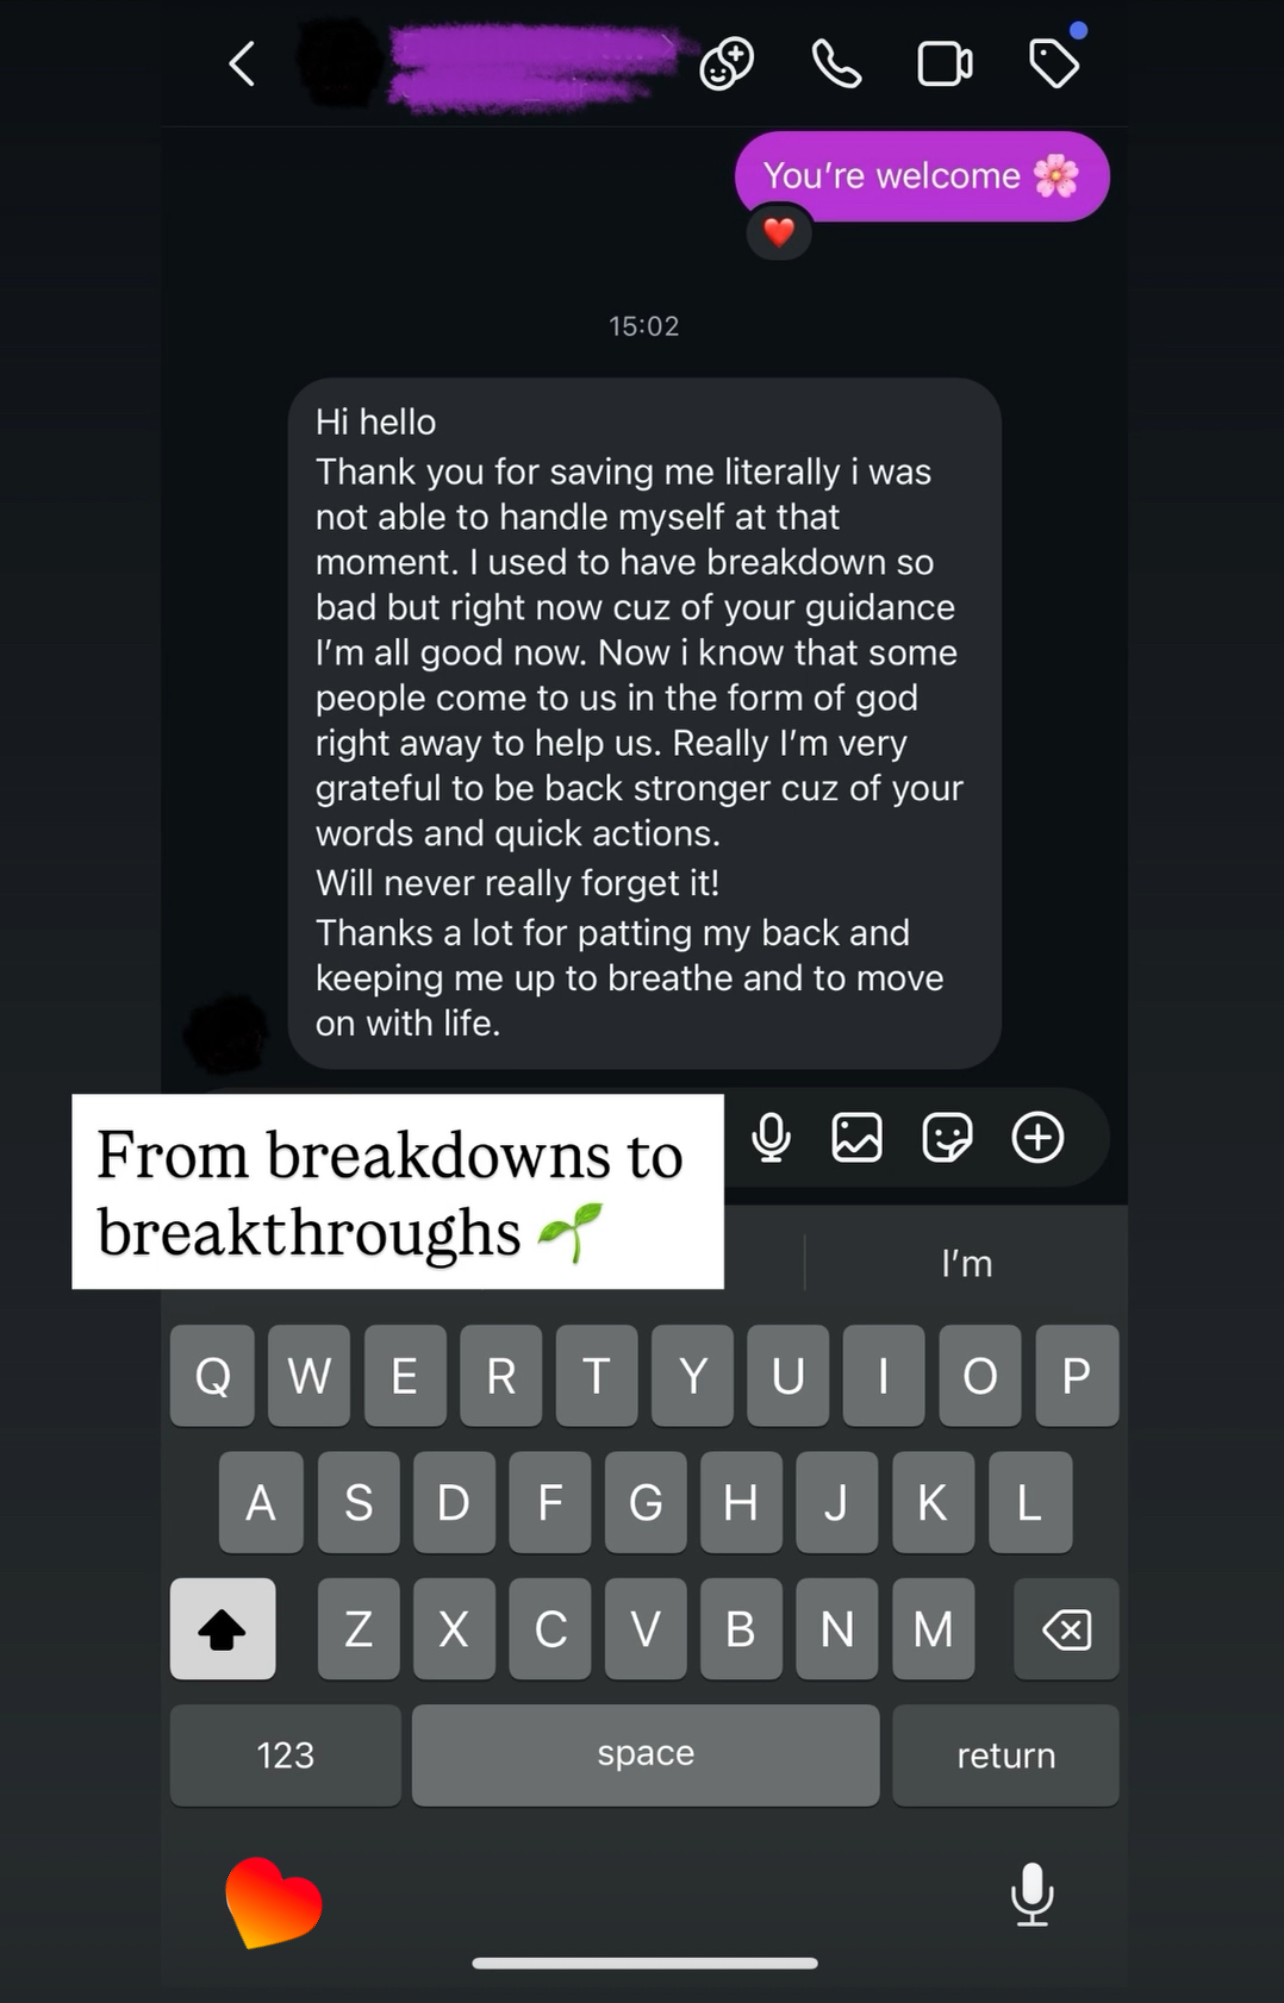 You're welcome 🌸
❤️
15:02
Hi hello
Thank you for saving me literally i was
not able to handle myself at that
moment. I used to have breakdown so
bad but right now cuz of your guidance
I'm all good now. Now i know that some
people come to us in the form of god
right away to help us. Really I'm very
grateful to be back stronger cuz of your
words and quick actions.
Will never really forget it!
Thanks a lot for patting my back and
keeping me up to breathe and to move
on with life.
From breakdowns to
breakthroughs 🌱
I'm
Q W E R T Y U I O P
A S D F G H J K L
Z X C V B N M
123 space return